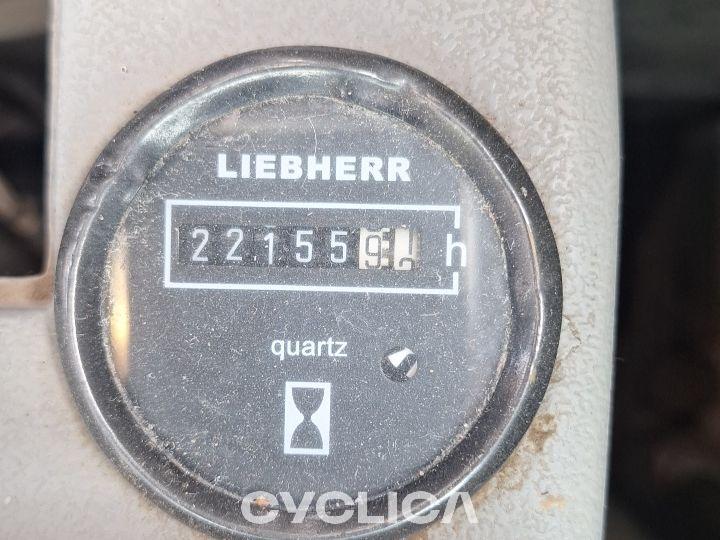 LIEBHERR
221559 h
quartz
CYCLICA